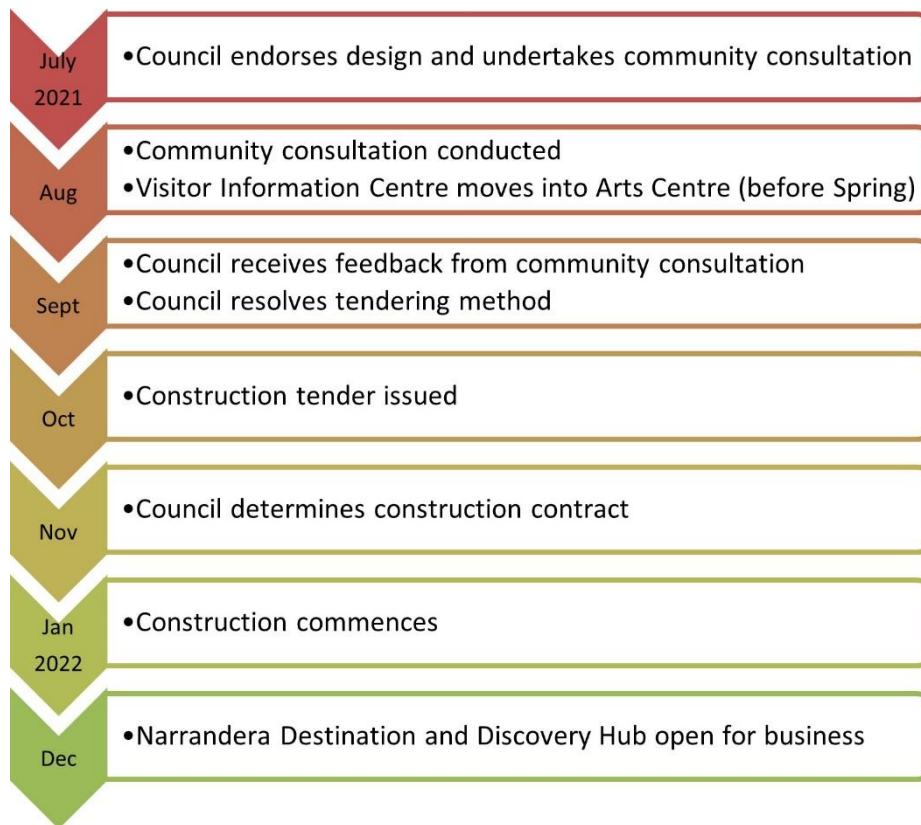 July
2021
•Council endorses design and undertakes community consultation
Aug
•Community consultation conducted
•Visitor Information Centre moves into Arts Centre (before Spring)
Sept
•Council receives feedback from community consultation
•Council resolves tendering method
Oct
•Construction tender issued
Nov
•Council determines construction contract
Jan
2022
•Construction commences
Dec
•Narrandera Destination and Discovery Hub open for business